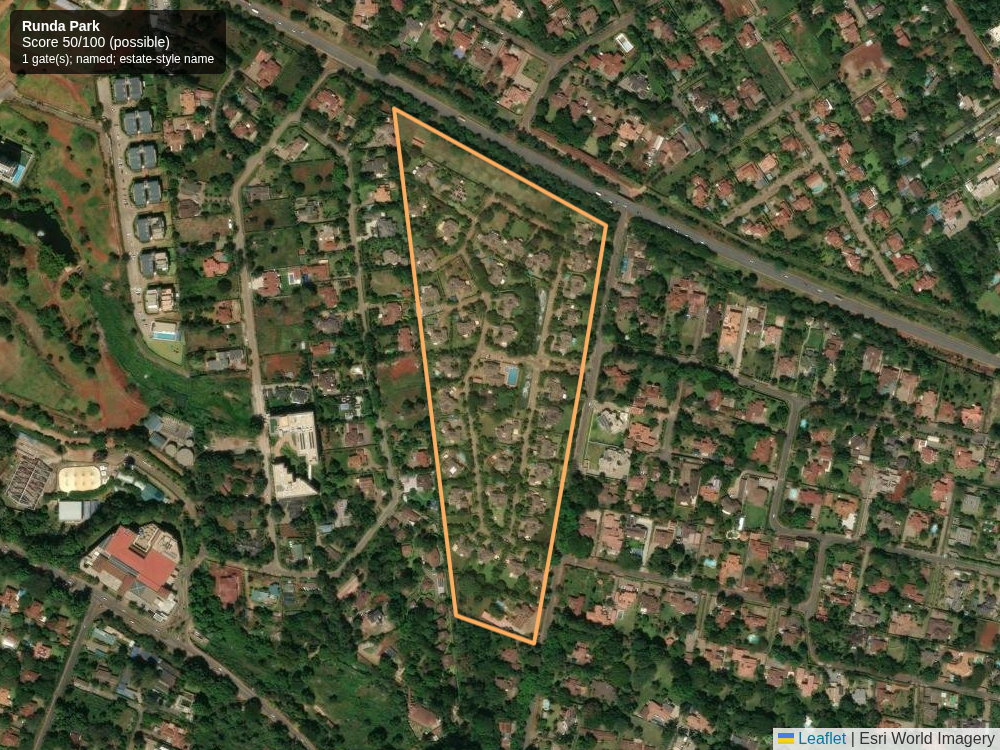 Runda Park
Score 50/100 (possible)
1 gate(s); named; estate-style name
Leaflet | Esri World Imagery